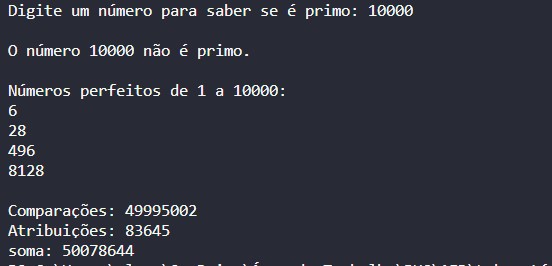 Digite um número para saber se é primo: 10000
O número 10000 não é primo.
Números perfeitos de 1 a 10000:
6
28
496
8128
Comparações: 49995002
Atribuições: 83645
soma: 50078644